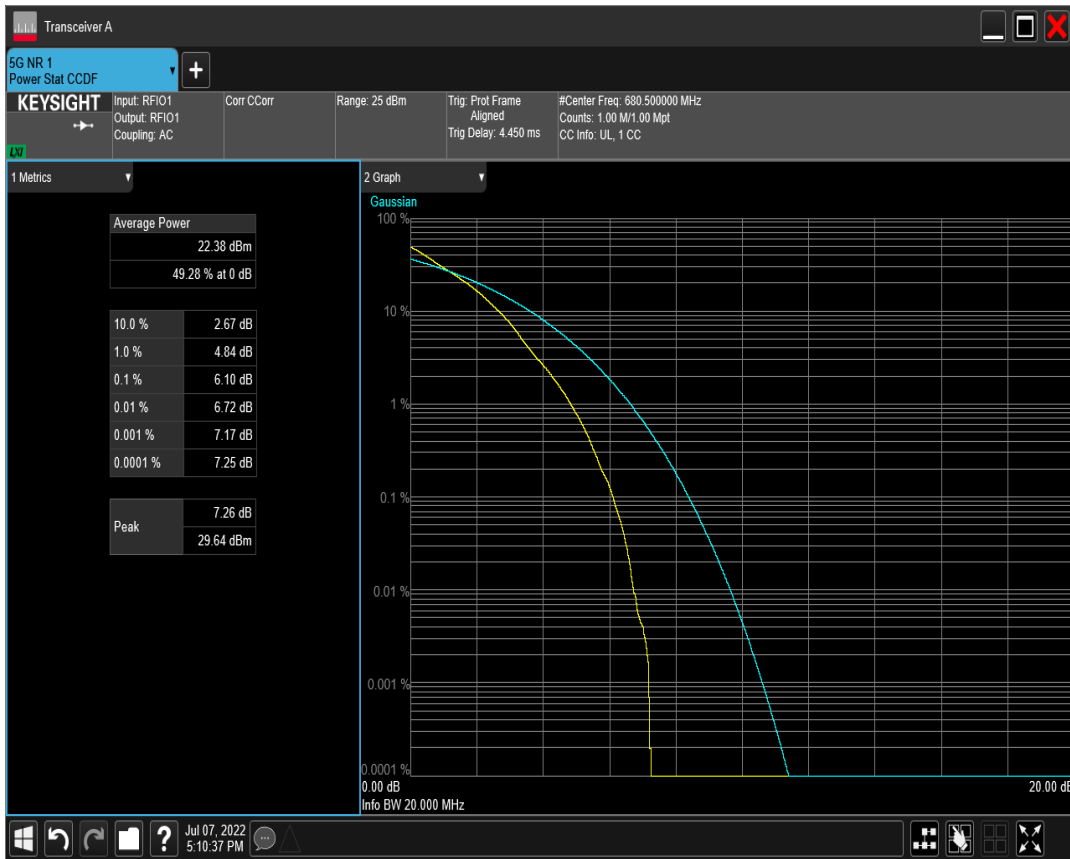 Transceiver A
5G NR 1
Power Stat CCDF
KEYSIGHT
LXI
Input: RFIO1
Output: RFIO1
Coupling: AC
Corr CCorr
Range: 25 dBm
Trig: Prot Frame
Aligned
Trig Delay: 4.450 ms
#Center Freq: 680.500000 MHz
Counts: 1.00 M/1.00 Mpt
CC Info: UL, 1 CC
1 Metrics
Average Power
22.38 dBm
49.28 % at 0 dB
10.0 % 2.67 dB
1.0 % 4.84 dB
0.1 % 6.10 dB
0.01 % 6.72 dB
0.001 % 7.17 dB
0.0001 % 7.25 dB
Peak
7.26 dB
29.64 dBm
2 Graph
Gaussian
100 %
10 %
1 %
0.1 %
0.01 %
0.001 %
0.0001 %
0.00 dB 20.00 dB
Info BW 20.000 MHz
Jul 07, 2022
5:10:37 PM